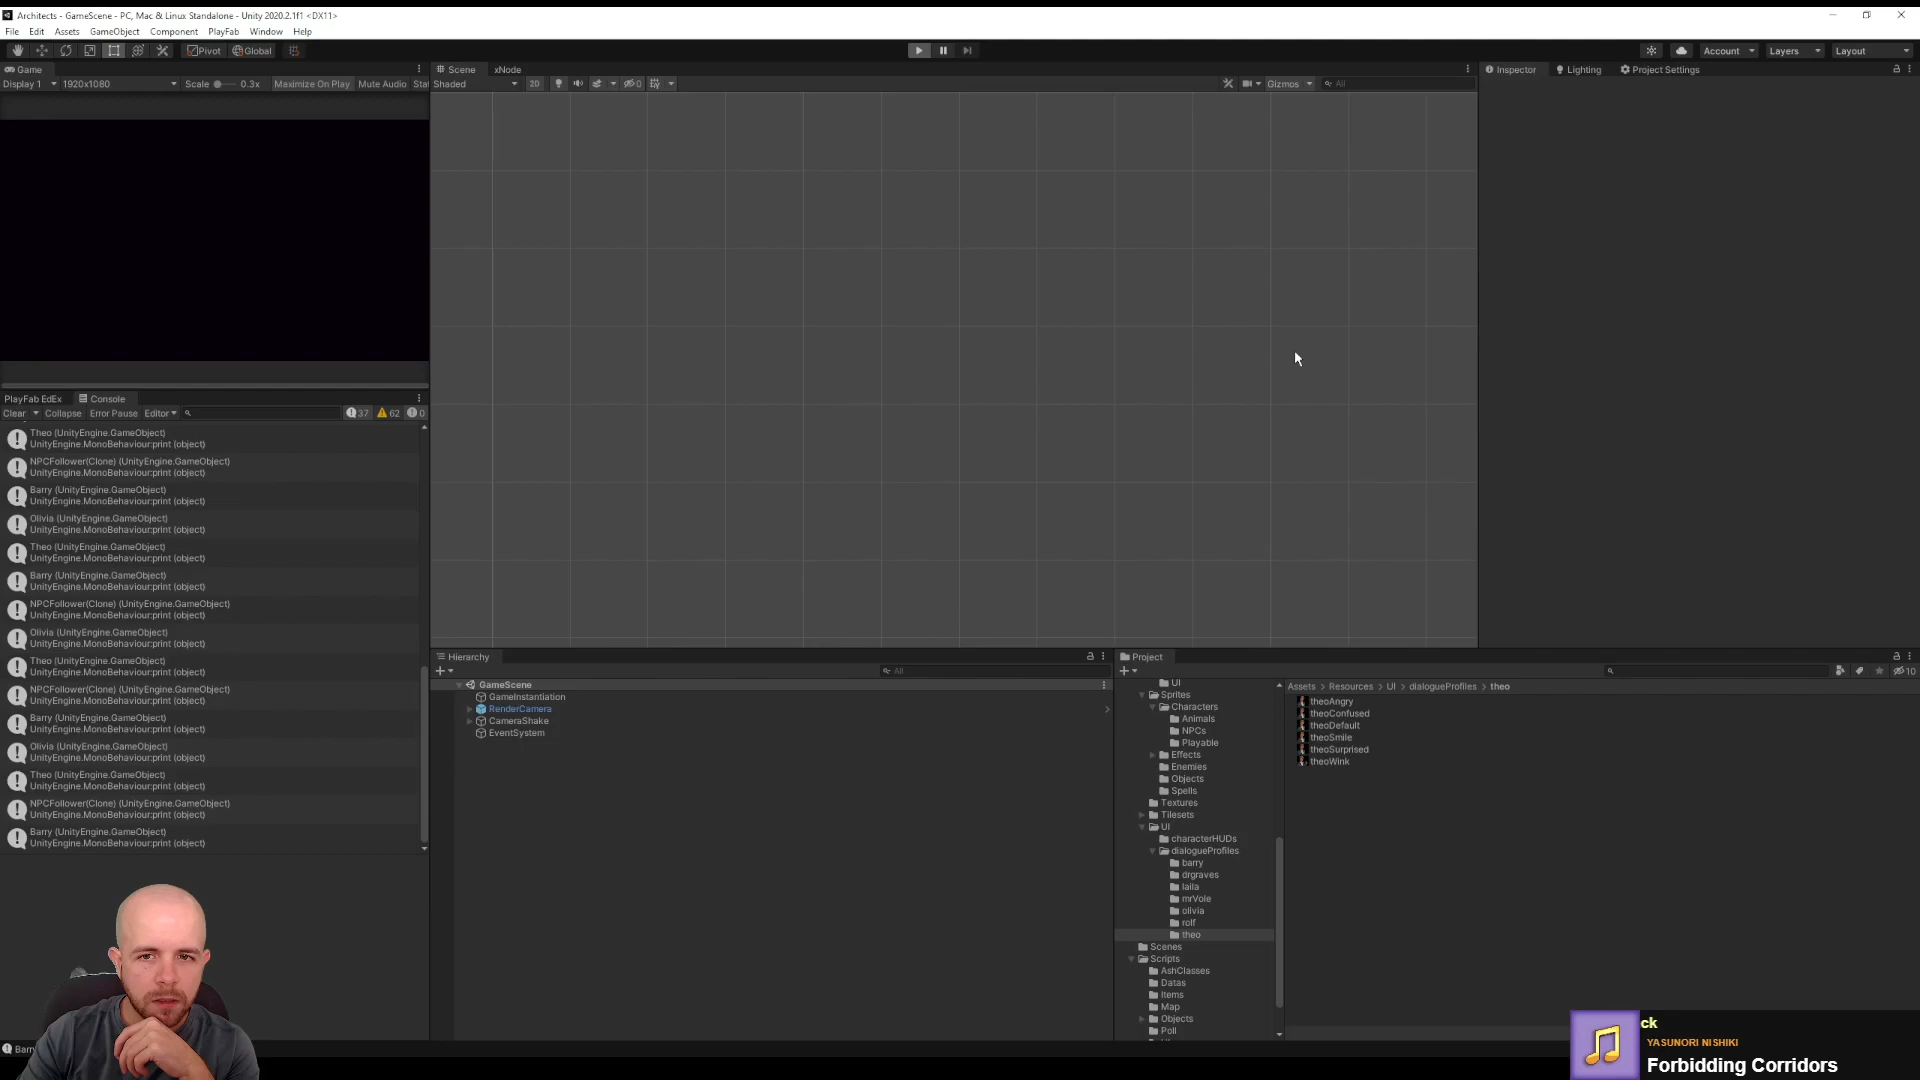 Architects - GameScene - PC, Mac & Linux Standalone - Unity 2020.2.1f1 <DX11>
File Edit Assets GameObject Component PlayFab Window Help
Pivot Global Account Layers Layout
Game
Display 1 1920x1080 Scale 0.3x Maximize On Play Mute Audio Stat
Scene xNode
Shaded 2D 0 Gizmos All
Inspector Lighting Project Settings
PlayFab EdEx Console
Clear Collapse Error Pause Editor 37 62 0
Theo (UnityEngine.GameObject)
UnityEngine.MonoBehaviour:print (object)
NPCFollower(Clone) (UnityEngine.GameObject)
UnityEngine.MonoBehaviour:print (object)
Barry (UnityEngine.GameObject)
UnityEngine.MonoBehaviour:print (object)
Olivia (UnityEngine.GameObject)
UnityEngine.MonoBehaviour:print (object)
Theo (UnityEngine.GameObject)
UnityEngine.MonoBehaviour:print (object)
Barry (UnityEngine.GameObject)
UnityEngine.MonoBehaviour:print (object)
NPCFollower(Clone) (UnityEngine.GameObject)
UnityEngine.MonoBehaviour:print (object)
Olivia (UnityEngine.GameObject)
UnityEngine.MonoBehaviour:print (object)
Theo (UnityEngine.GameObject)
UnityEngine.MonoBehaviour:print (object)
NPCFollower(Clone) (UnityEngine.GameObject)
UnityEngine.MonoBehaviour:print (object)
Barry (UnityEngine.GameObject)
UnityEngine.MonoBehaviour:print (object)
Olivia (UnityEngine.GameObject)
UnityEngine.MonoBehaviour:print (object)
Theo (UnityEngine.GameObject)
UnityEngine.MonoBehaviour:print (object)
NPCFollower(Clone) (UnityEngine.GameObject)
UnityEngine.MonoBehaviour:print (object)
Barry (UnityEngine.GameObject)
UnityEngine.MonoBehaviour:print (object)
Barr
Hierarchy
All
GameScene
GameInstantiation
RenderCamera
CameraShake
EventSystem
Project
10
UI
Sprites
Characters
Animals
NPCs
Playable
Effects
Enemies
Objects
Spells
Textures
Tilesets
UI
characterHUDs
dialogueProfiles
barry
drgraves
laila
mrVole
olivia
rolf
theo
Scenes
Scripts
AshClasses
Datas
Items
Map
Objects
Poll
Assets > Resources > UI > dialogueProfiles > theo
theoAngry
theoConfused
theoDefault
theoSmile
theoSurprised
theoWink
ck
YASUNORI NISHIKI
Forbidding Corridors